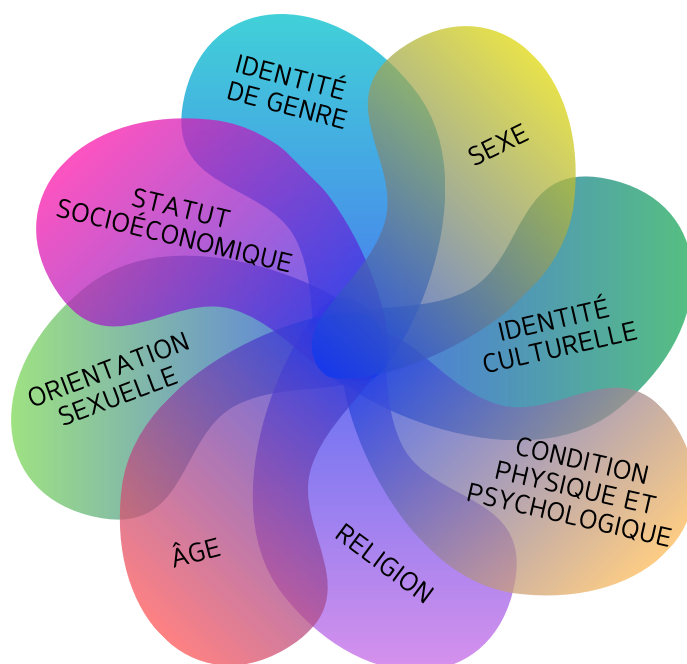 IDENTITÉ
DE GENRE
SEXE
STATUT
SOCIOÉCONOMIQUE
IDENTITÉ
CULTURELLE
ORIENTATION
SEXUELLE
CONDITION
PHYSIQUE ET
PSYCHOLOGIQUE
ÂGE
RELIGION